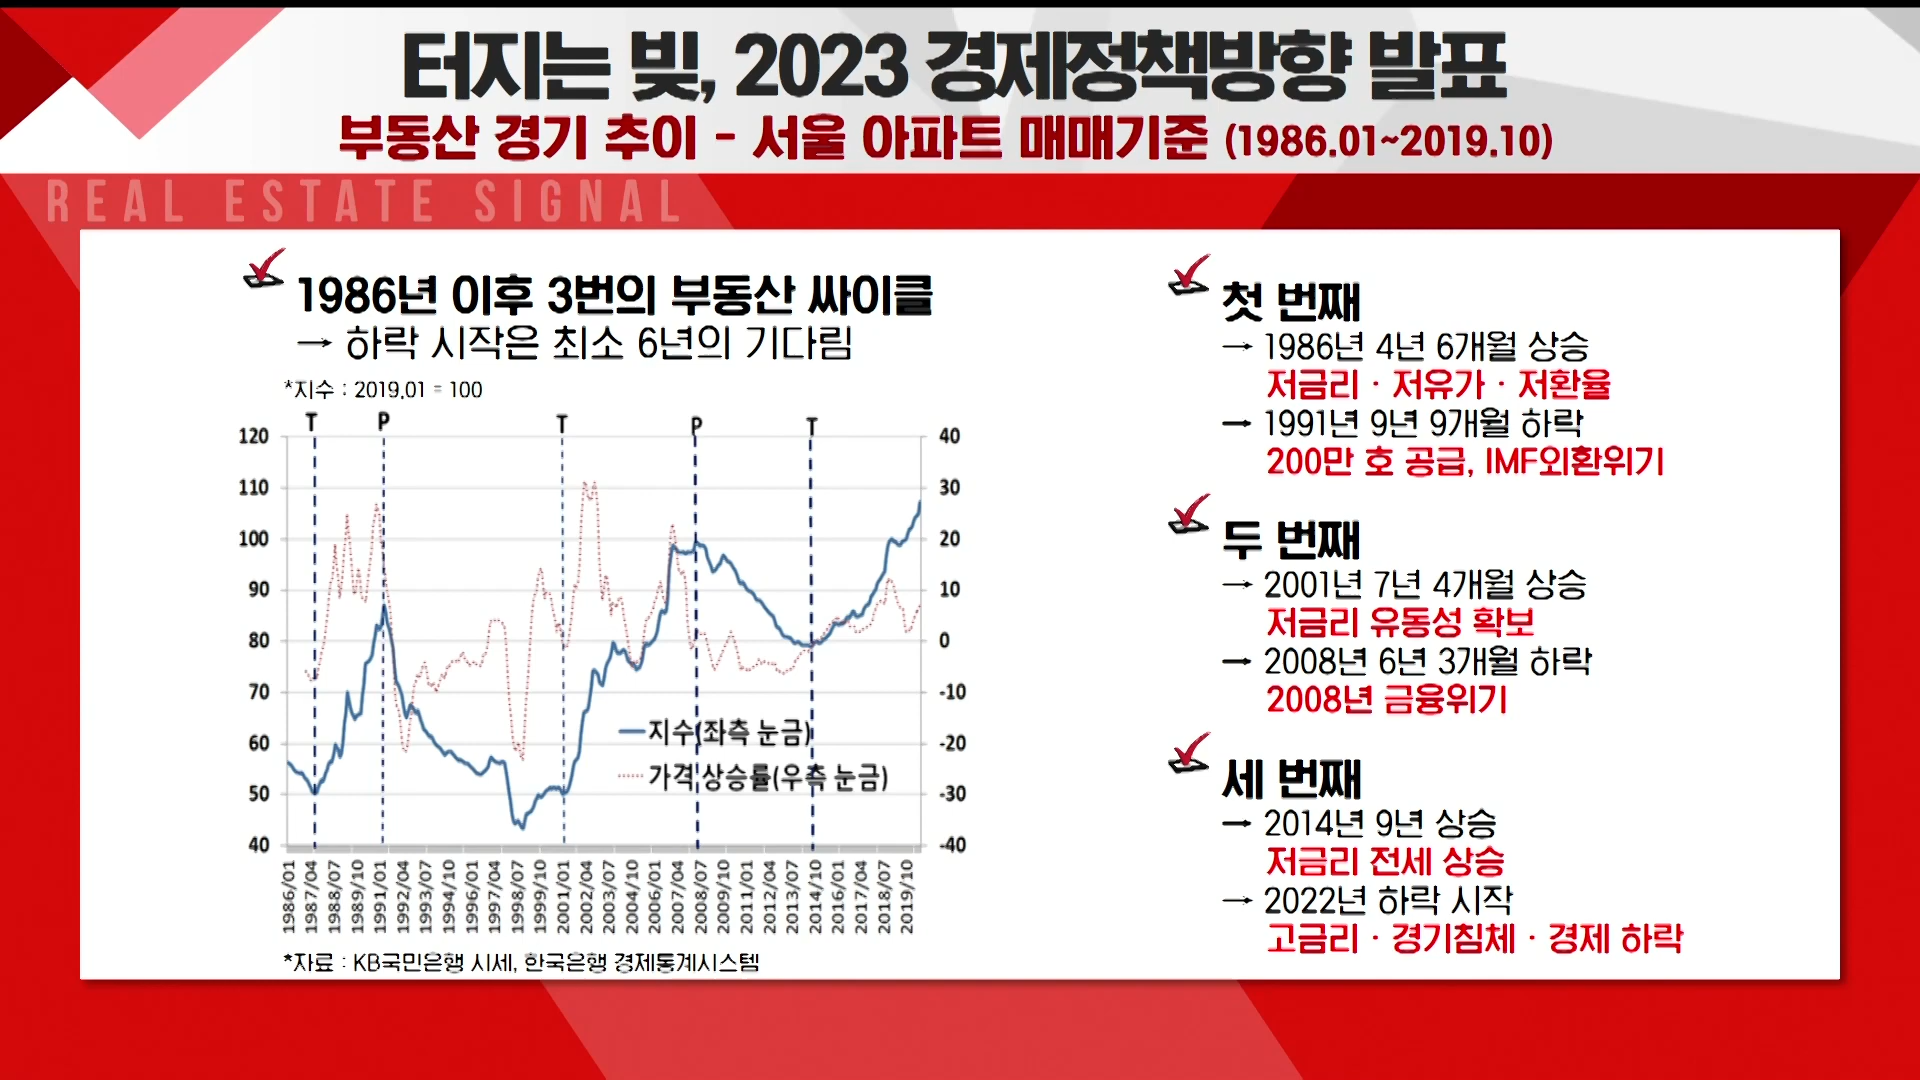 터지는 빚, 2023 경제정책방향 발표
부동산 경기 추이 - 서울 아파트 매매기준 (1986.01~2019.10)
REAL ESTATE SIGNAL
1986년 이후 3번의 부동산 싸이클
→ 하락 시작은 최소 6년의 기다림
*지수 : 2019.01 = 100
T P T P T
120 40
110 30
100 20
90 10
80 0
70 -10
60 -20
50 -30
40 -40
지수(좌측 눈금)
가격 상승률(우측 눈금)
1986/01 1987/04 1988/07 1989/10 1991/01 1992/04 1993/07 1994/10 1996/01 1997/04 1998/07 1999/10 2001/01 2002/04 2003/07 2004/10 2006/01 2007/04 2008/07 2009/10 2011/01 2012/04 2013/07 2014/10 2016/01 2017/04 2018/07 2019/10
*자료 : KB국민은행 시세, 한국은행 경제통계시스템
첫 번째
→ 1986년 4년 6개월 상승
저금리 · 저유가 · 저환율
→ 1991년 9년 9개월 하락
200만 호 공급, IMF외환위기
두 번째
→ 2001년 7년 4개월 상승
저금리 유동성 확보
→ 2008년 6년 3개월 하락
2008년 금융위기
세 번째
→ 2014년 9년 상승
저금리 전세 상승
→ 2022년 하락 시작
고금리 · 경기침체 · 경제 하락